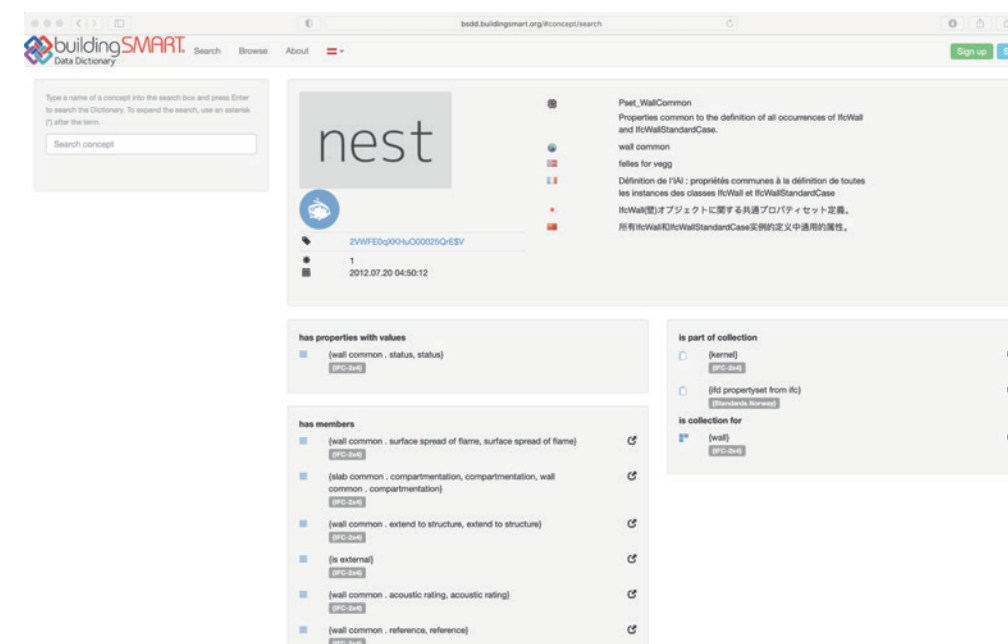 bsdd.buildingsmart.org/#concept/search
buildingSMART.
Data Dictionary
Search
Browse
About
Sign up
Type a name of a concept into the search box and press Enter
to search the Dictionary. To expand the search, use an asterisk
(*) after the term.
Search concept
nest
2012.07.20 04:50:12
1
Pset_WallCommon
Properties common to the definition of all occurrences of IfcWall
and IfcWallStandardCase.
wall common
felles for vegg
Définition de l'IAI : propriétés communes à la définition de toutes
les instances des classes IfcWall et IfcWallStandardCase
IfcWall(壁)オブジェクトに関する共通プロパティセット定義。
所有IfcWall和IfcWallStandardCase实例的定义中通用的属性。
has properties with values
{wall common . status, status}
(IFC-2x4)
has members
{wall common . surface spread of flame, surface spread of flame}
(IFC-2x4)
{slab common . compartmentation, compartmentation, wall
common . compartmentation}
(IFC-2x4)
{wall common . extend to structure, extend to structure}
(IFC-2x4)
{is external}
(IFC-2x4)
{wall common . acoustic rating, acoustic rating}
(IFC-2x4)
{wall common . reference, reference}
(IFC-2x4)
is part of collection
{kernel}
(IFC-2x4)
{ifd propertyset from ifc}
(Standards Norway)
is collection for
{wall}
(IFC-2x4)